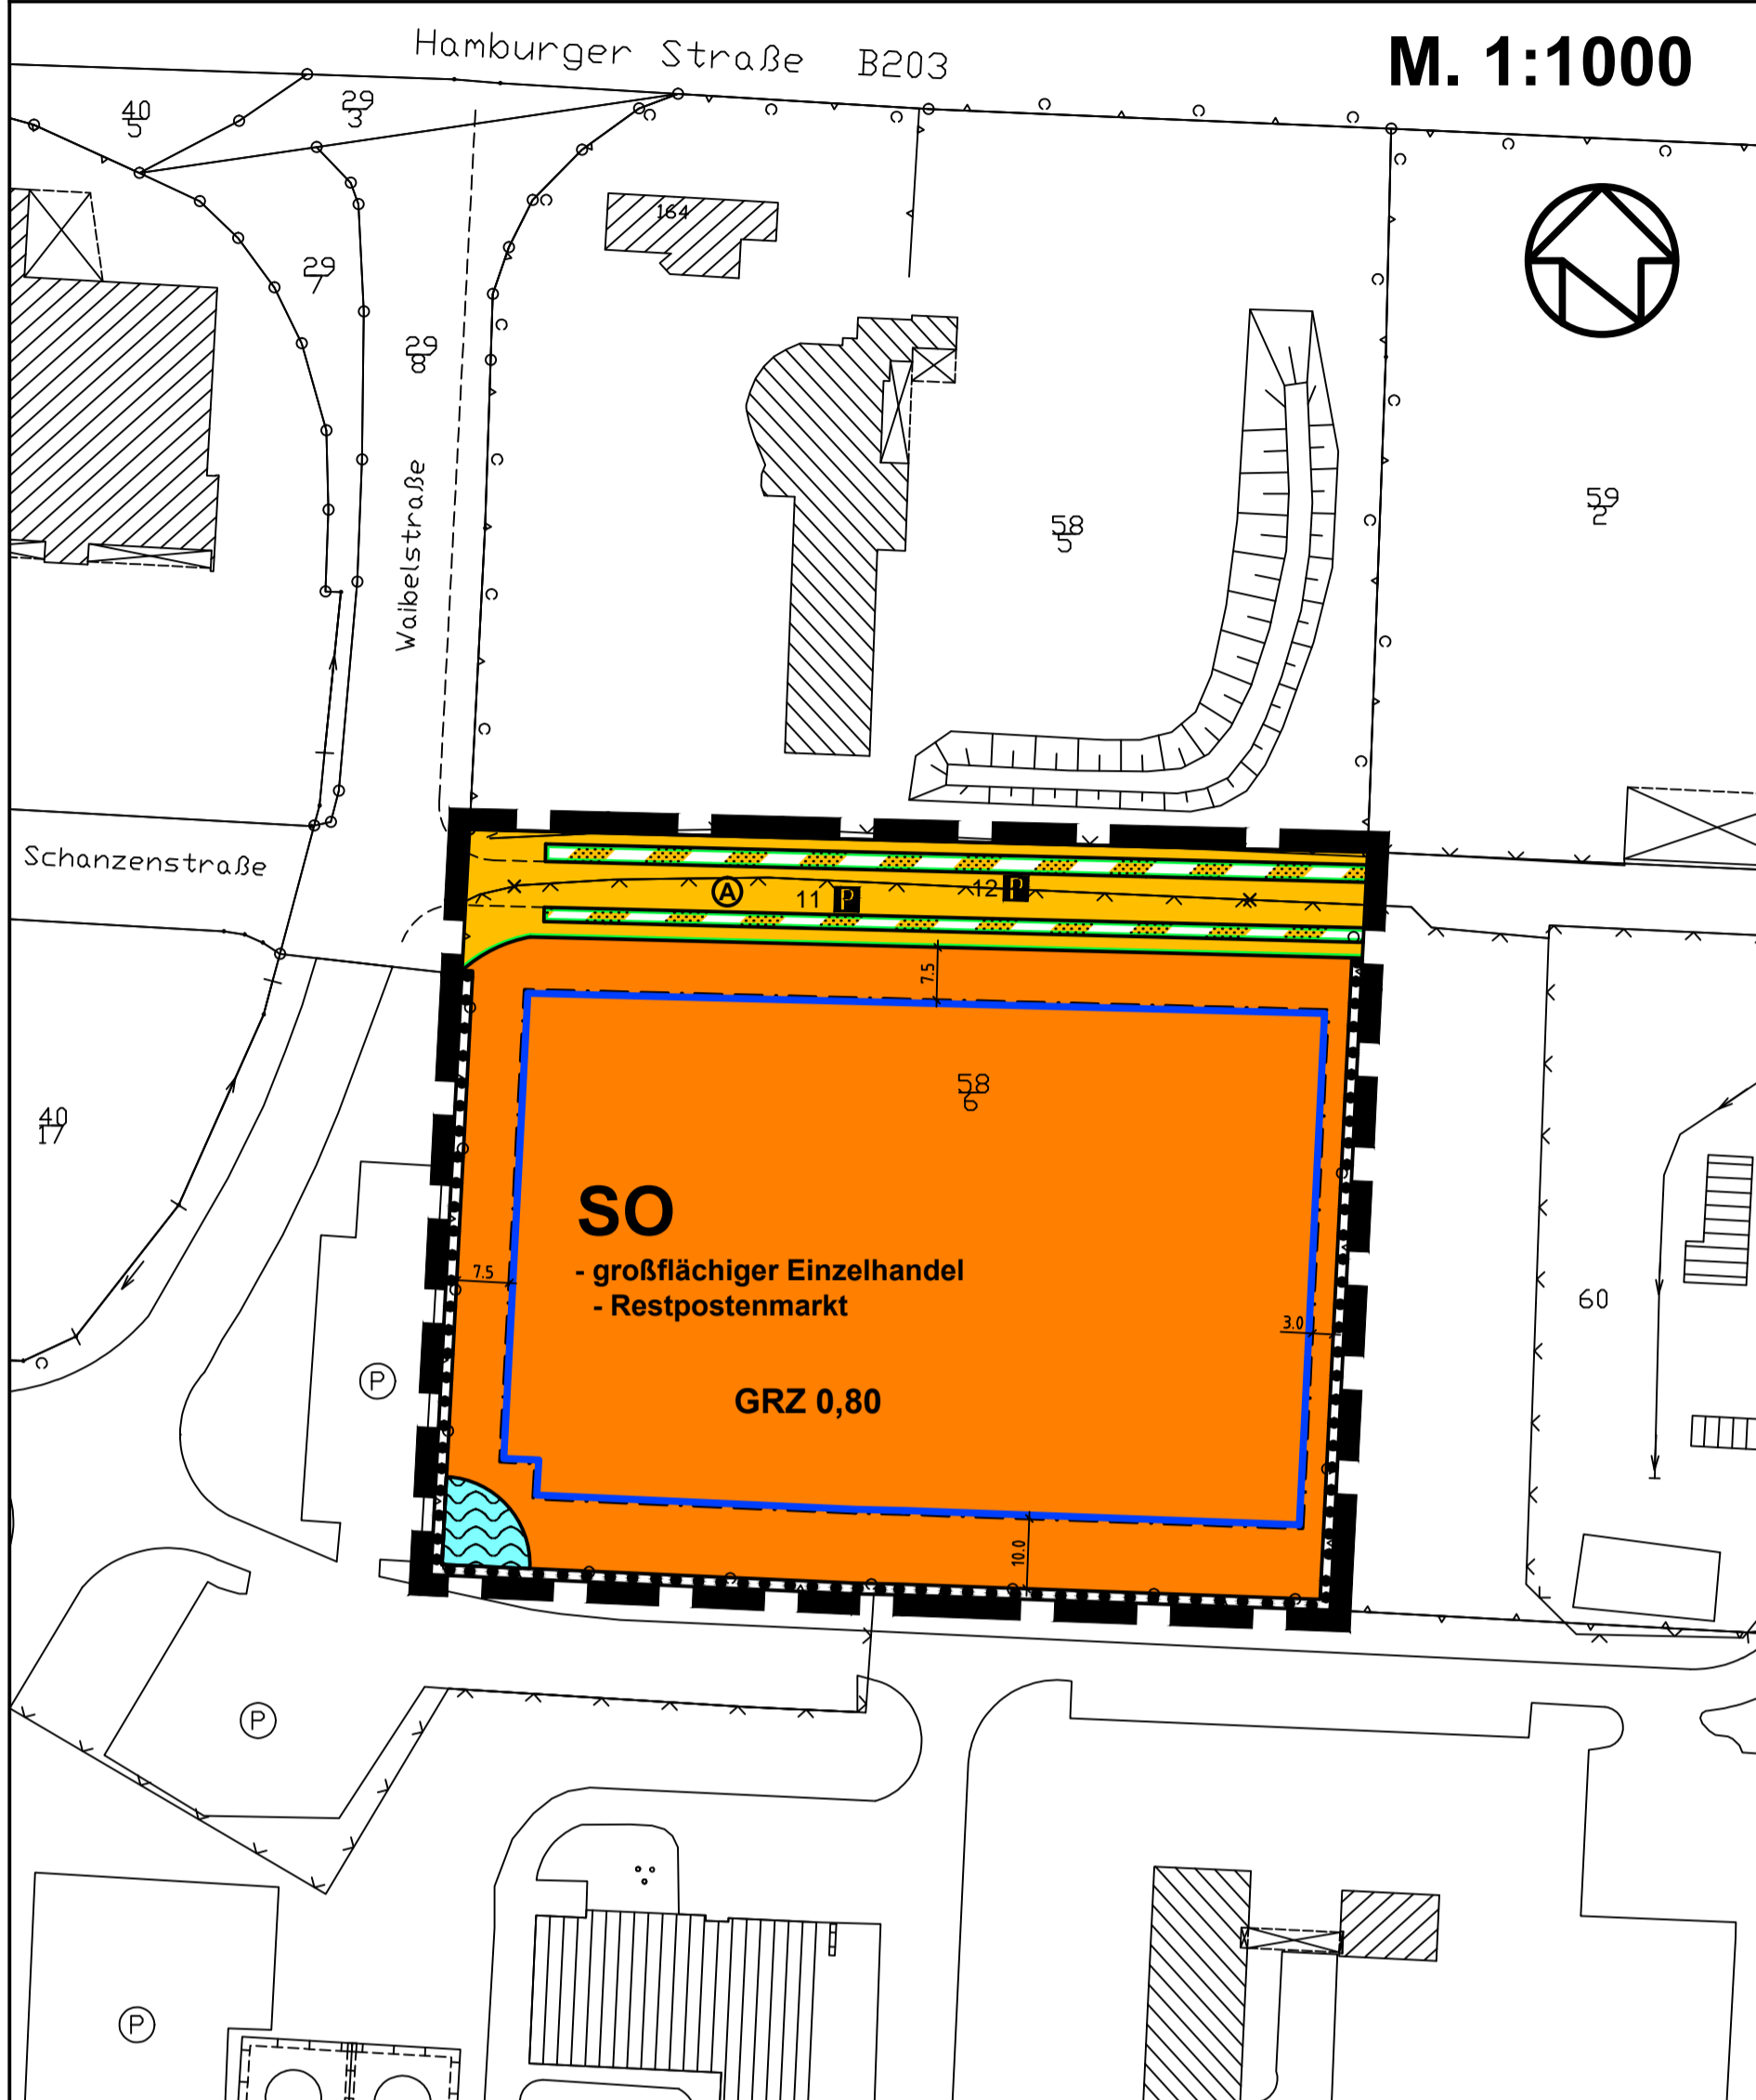 Hamburger Straße B203
M. 1:1000
40
5
29
3
164
29
7
29
8
Waibelstraße
58
5
59
2
Schanzenstraße
A
11 P
12 P
7.5
58
6
40
17
SO
- großflächiger Einzelhandel
- Restpostenmarkt
7.5
3.0
60
P
GRZ 0,80
10.0
P
P
N